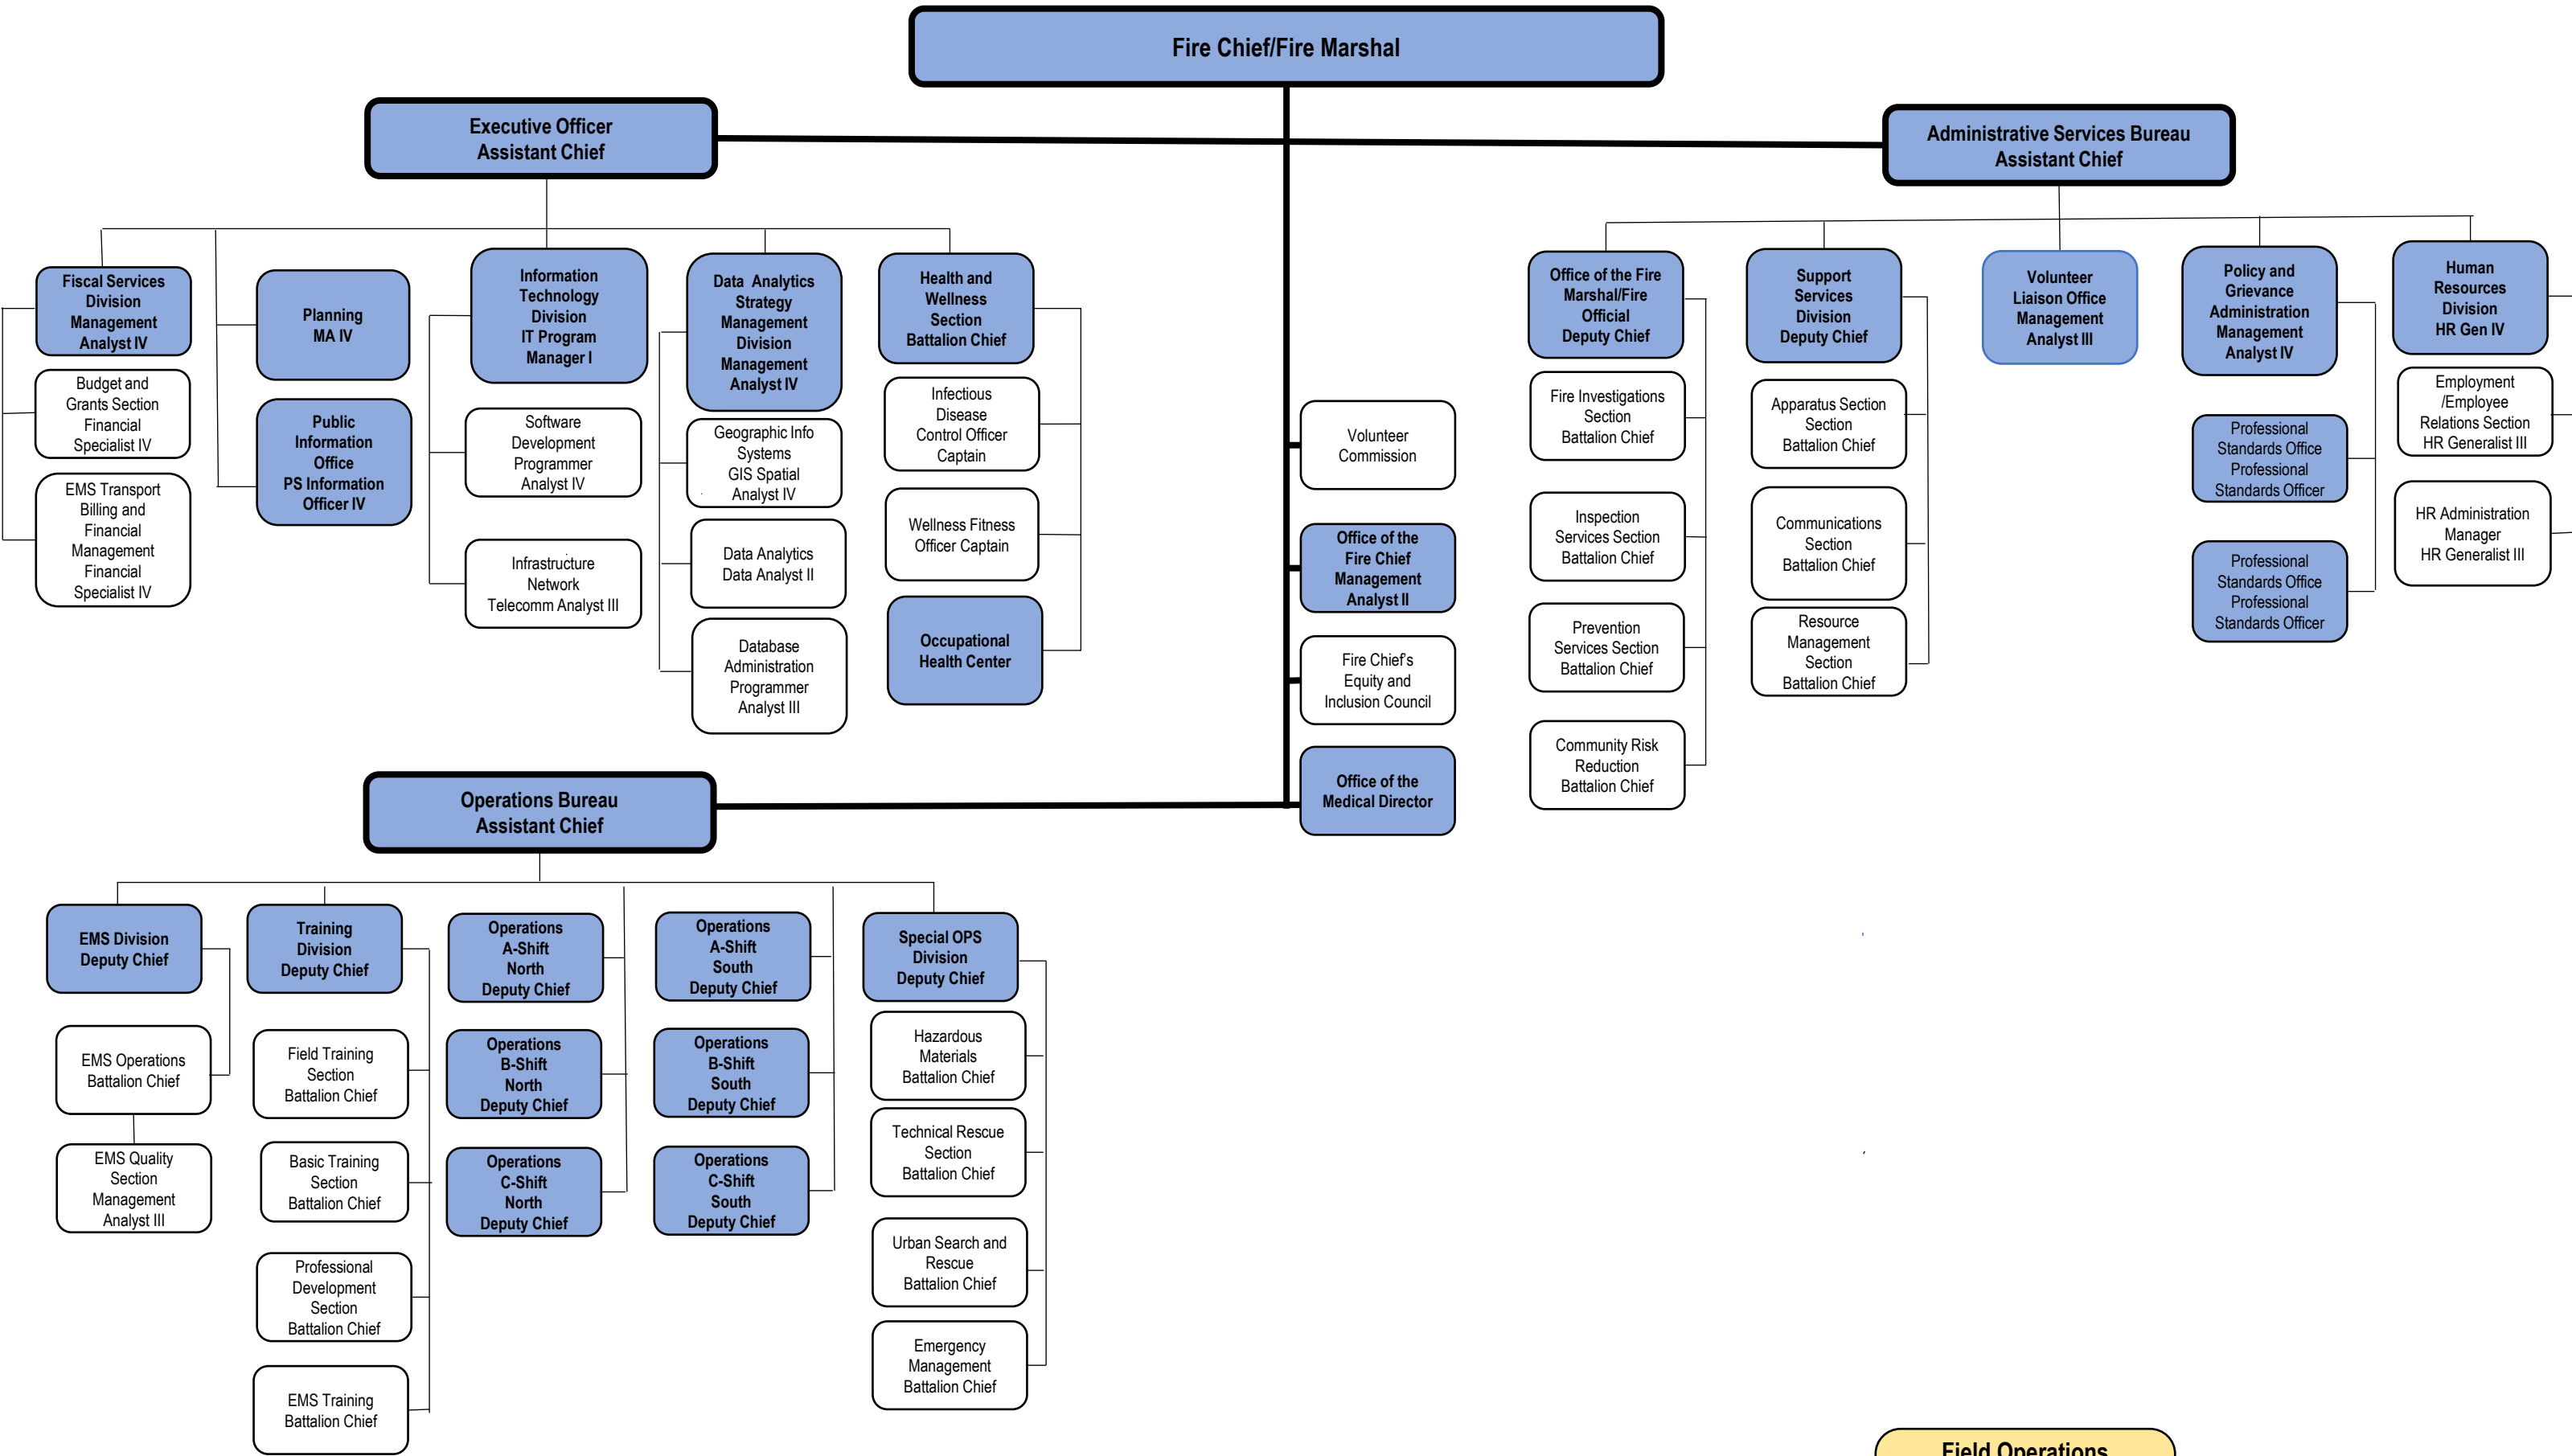 Fire Chief/Fire Marshal
Executive Officer
Assistant Chief
Administrative Services Bureau
Assistant Chief
Fiscal Services
Division
Management
Analyst IV
Budget and
Grants Section
Financial
Specialist IV
EMS Transport
Billing and
Financial
Management
Financial
Specialist IV
Planning
MA IV
Public
Information
Office
PS Information
Officer IV
Information
Technology
Division
IT Program
Manager I
Software
Development
Programmer
Analyst IV
Infrastructure
Network
Telecomm Analyst III
Data Analytics
Strategy
Management
Division
Management
Analyst IV
Geographic Info
Systems
GIS Spatial
Analyst IV
Data Analytics
Data Analyst II
Database
Administration
Programmer
Analyst III
Health and
Wellness
Section
Battalion Chief
Infectious
Disease
Control Officer
Captain
Wellness Fitness
Officer Captain
Occupational
Health Center
Volunteer
Commission
Office of the
Fire Chief
Management
Analyst II
Fire Chief's
Equity and
Inclusion Council
Office of the
Medical Director
Office of the Fire
Marshal/Fire
Official
Deputy Chief
Fire Investigations
Section
Battalion Chief
Inspection
Services Section
Battalion Chief
Prevention
Services Section
Battalion Chief
Community Risk
Reduction
Battalion Chief
Support
Services
Division
Deputy Chief
Apparatus Section
Section
Battalion Chief
Communications
Section
Battalion Chief
Resource
Management
Section
Battalion Chief
Volunteer
Liaison Office
Management
Analyst III
Policy and
Grievance
Administration
Management
Analyst IV
Professional
Standards Office
Professional
Standards Officer
Professional
Standards Office
Professional
Standards Officer
Human
Resources
Division
HR Gen IV
Employment
/Employee
Relations Section
HR Generalist III
HR Administration
Manager
HR Generalist III
Operations Bureau
Assistant Chief
EMS Division
Deputy Chief
EMS Operations
Battalion Chief
EMS Quality
Section
Management
Analyst III
Training
Division
Deputy Chief
Field Training
Section
Battalion Chief
Basic Training
Section
Battalion Chief
Professional
Development
Section
Battalion Chief
EMS Training
Battalion Chief
Operations
A-Shift
North
Deputy Chief
Operations
B-Shift
North
Deputy Chief
Operations
C-Shift
North
Deputy Chief
Operations
A-Shift
South
Deputy Chief
Operations
B-Shift
South
Deputy Chief
Operations
C-Shift
South
Deputy Chief
Special OPS
Division
Deputy Chief
Hazardous
Materials
Battalion Chief
Technical Rescue
Section
Battalion Chief
Urban Search and
Rescue
Battalion Chief
Emergency
Management
Battalion Chief
Field Operations